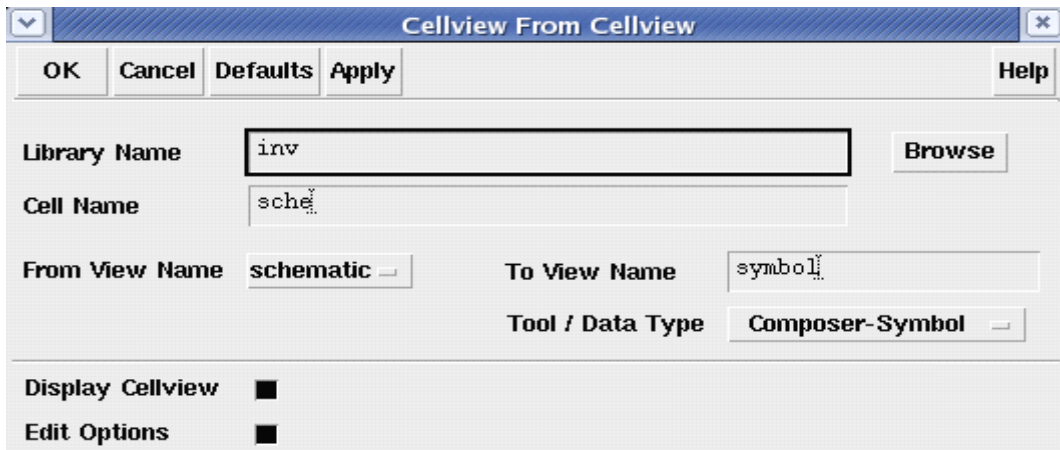 Cellview From Cellview
OK Cancel Defaults Apply Help
Library Name inv Browse
Cell Name sche
From View Name schematic To View Name symbol
Tool / Data Type Composer-Symbol
Display Cellview
Edit Options